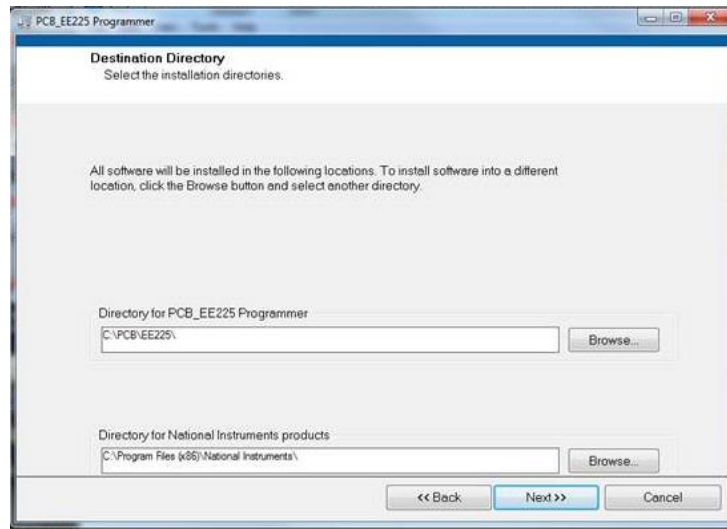 PCB_EE225 Programmer
Destination Directory
Select the installation directories.
All software will be installed in the following locations. To install software into a different
location, click the Browse button and select another directory.
Directory for PCB_EE225 Programmer
C:\PCB\EE225\
Browse...
Directory for National Instruments products
C:\Program Files (x86)\National Instruments\
Browse...
<< Back
Next >>
Cancel